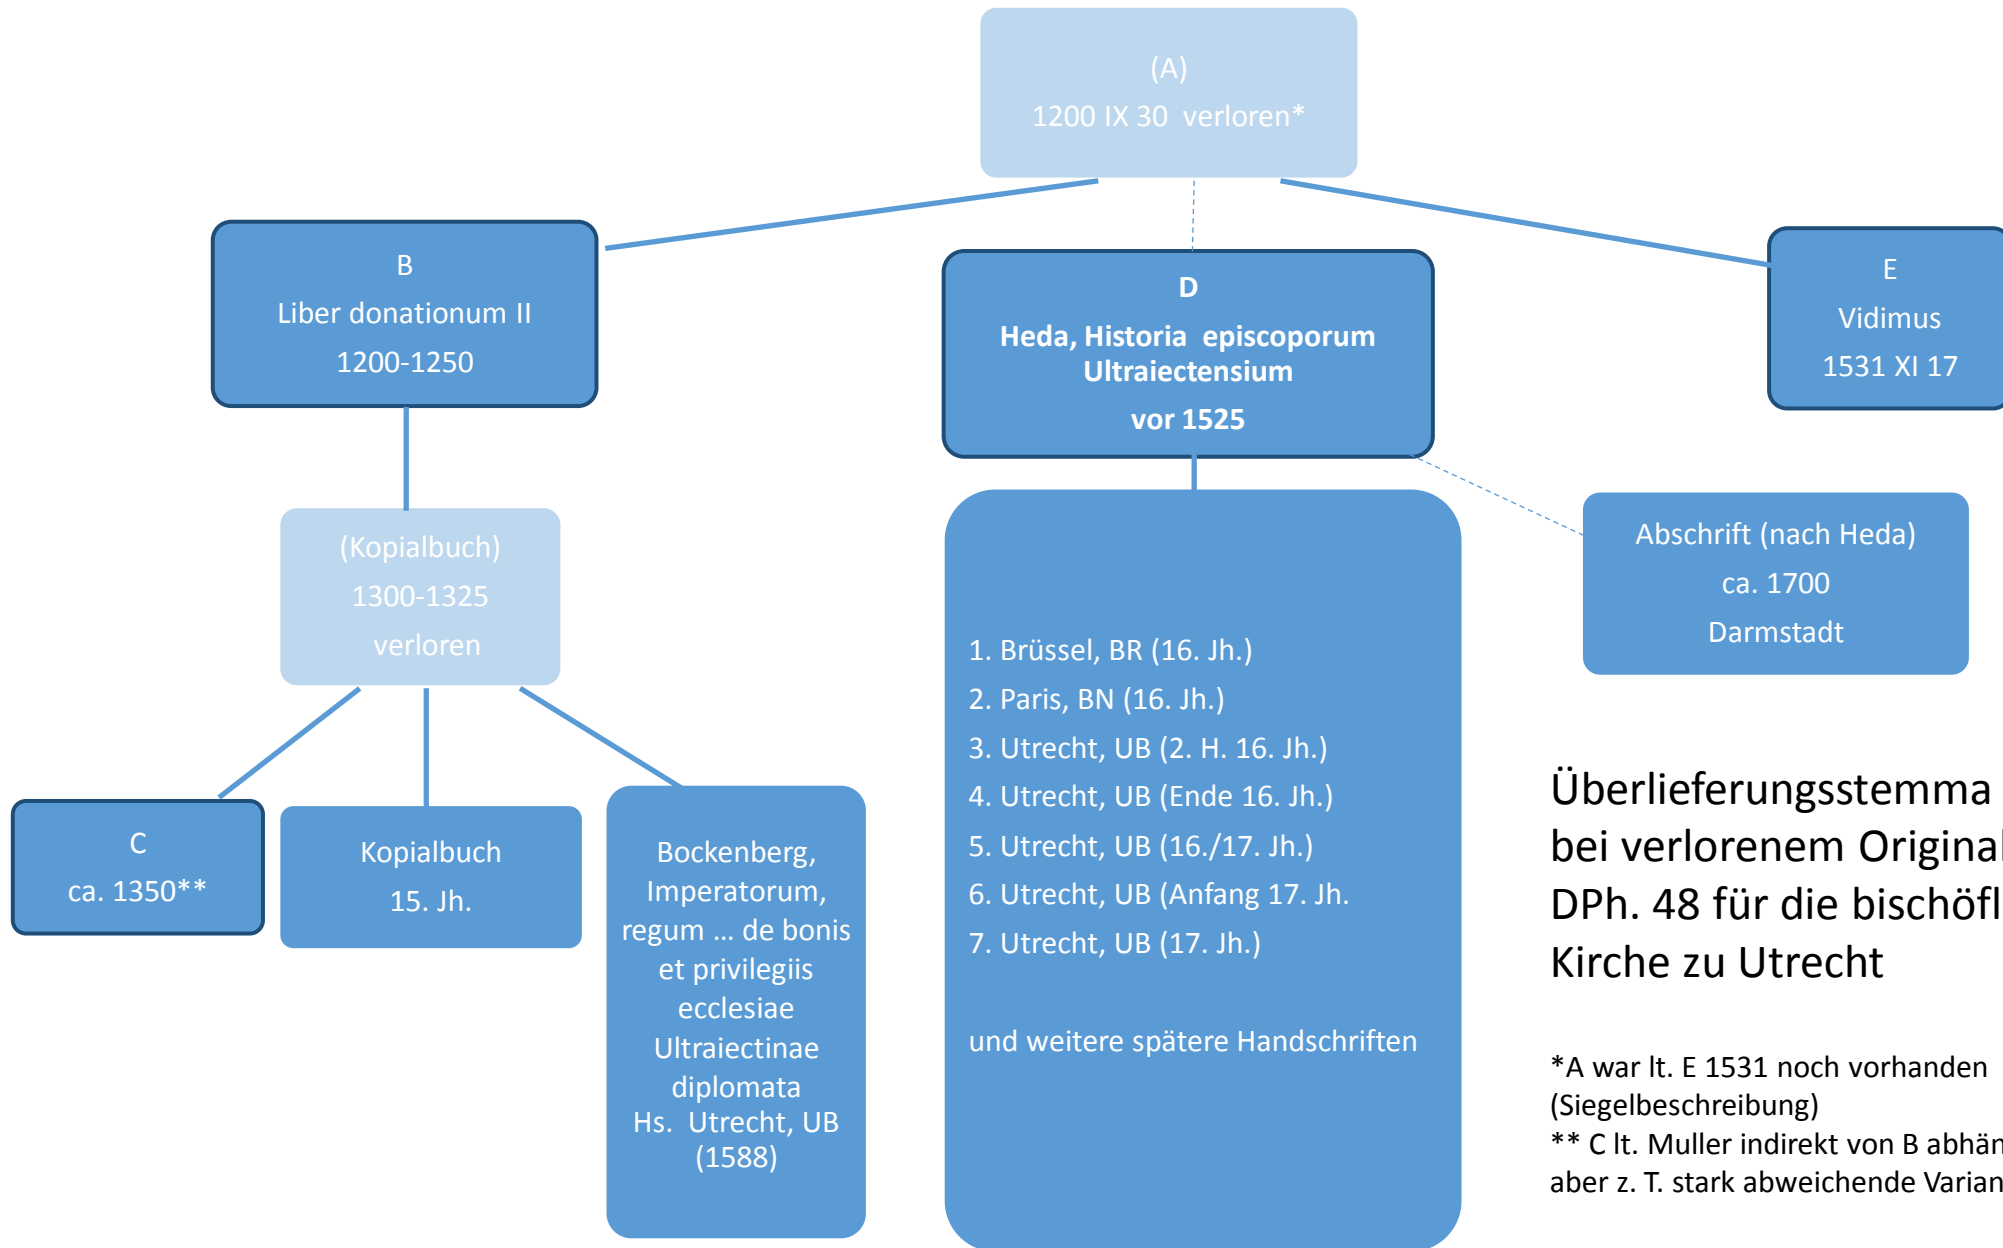 (A)
1200 IX 30 verloren*
B
Liber donationum II
1200-1250
D
Heda, Historia episcoporum
Ultraiectensium
vor 1525
E
Vidimus
1531 XI 17
(Kopialbuch)
1300-1325
verloren
Abschrift (nach Heda)
ca. 1700
Darmstadt
C
ca. 1350**
Kopialbuch
15. Jh.
Bockenberg,
Imperatorum,
regum ... de bonis
et privilegiis
ecclesiae
Ultraiectinae
diplomata
Hs. Utrecht, UB
(1588)
1. Brüssel, BR (16. Jh.)
2. Paris, BN (16. Jh.)
3. Utrecht, UB (2. H. 16. Jh.)
4. Utrecht, UB (Ende 16. Jh.)
5. Utrecht, UB (16./17. Jh.)
6. Utrecht, UB (Anfang 17. Jh.
7. Utrecht, UB (17. Jh.)
und weitere spätere Handschriften
Überlieferungsstemma
bei verlorenem Original
DPh. 48 für die bischöfl
Kirche zu Utrecht
*A war lt. E 1531 noch vorhanden
(Siegelbeschreibung)
** C lt. Muller indirekt von B abhän
aber z. T. stark abweichende Varian